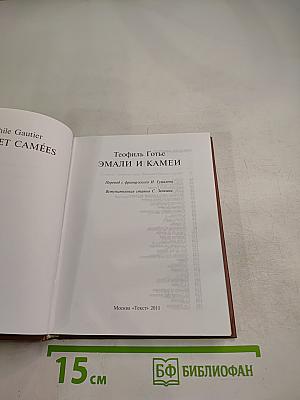 phile Gautier
ET CAMÉES
Теофиль Готье
ЭМАЛИ И КАМЕИ
Перевод с французского Н. Гумилева
Вступительная статья С. Зенкина
Москва «Текст» 2011
15 см
БФ БИБЛИОФАН